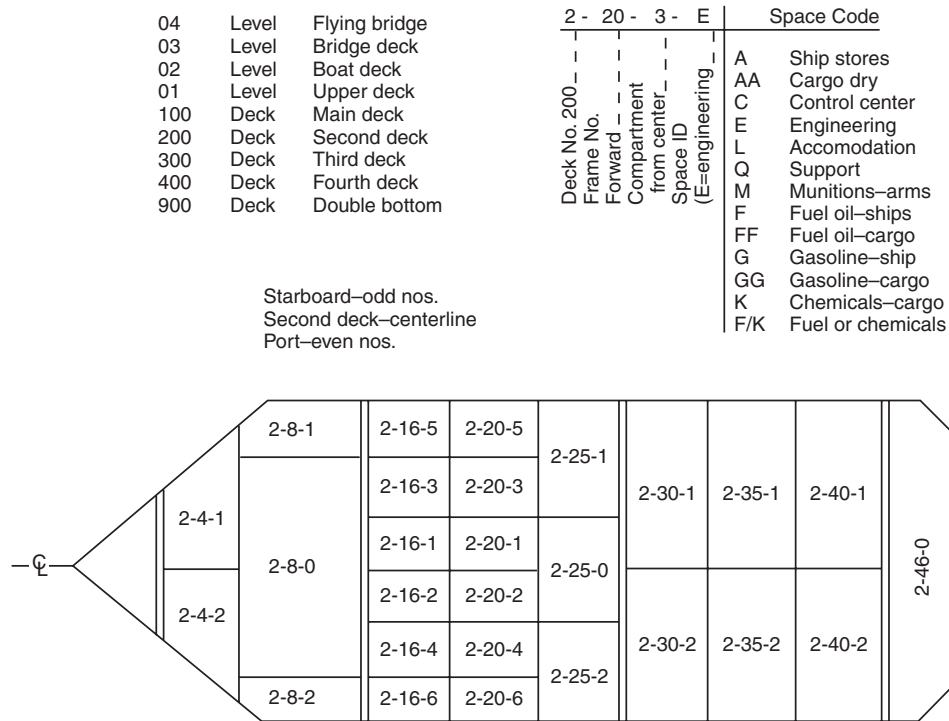 04 Level Flying bridge
03 Level Bridge deck
02 Level Boat deck
01 Level Upper deck
100 Deck Main deck
200 Deck Second deck
300 Deck Third deck
400 Deck Fourth deck
900 Deck Double bottom
2 - 20 - 3 - E
Deck No. 200
Frame No.
Forward
Compartment
from center
Space ID
(E=engineering)
Space Code
A Ship stores
AA Cargo dry
C Control center
E Engineering
L Accomodation
Q Support
M Munitions–arms
F Fuel oil–ships
FF Fuel oil–cargo
G Gasoline–ship
GG Gasoline–cargo
K Chemicals–cargo
F/K Fuel or chemicals
Starboard–odd nos.
Second deck–centerline
Port–even nos.
℄
2-4-1
2-4-2
2-8-1
2-8-0
2-8-2
2-16-5
2-16-3
2-16-1
2-16-2
2-16-4
2-16-6
2-20-5
2-20-3
2-20-1
2-20-2
2-20-4
2-20-6
2-25-1
2-25-0
2-25-2
2-30-1
2-30-2
2-35-1
2-35-2
2-40-1
2-40-2
2-46-0